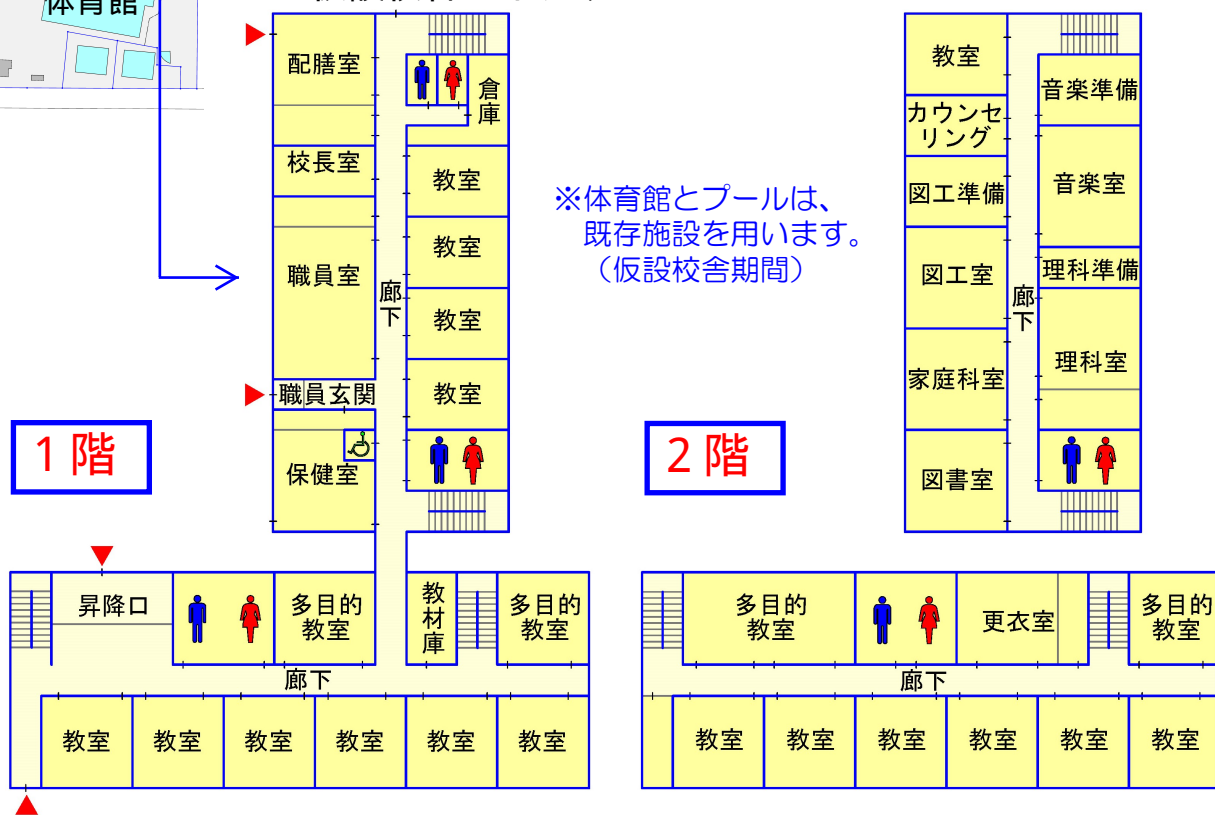 体育館
配膳室
倉庫
校長室
教室
職員室
教室
廊下
教室
職員玄関
教室
保健室
※体育館とプールは、
既存施設を用います。
（仮設校舎期間）
1階
昇降口
多目的
教室
教材庫
多目的
教室
廊下
教室
教室
教室
教室
教室
教室
教室
音楽準備
カウンセ
リング
音楽室
図工準備
図工室
理科準備
廊下
理科室
家庭科室
図書室
2階
多目的
教室
更衣室
多目的
教室
廊下
教室
教室
教室
教室
教室
教室